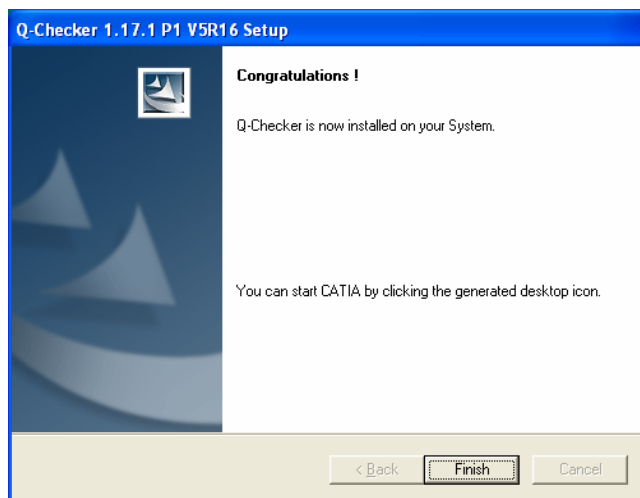 Q-Checker 1.17.1 P1 V5R16 Setup
Congratulations !
Q-Checker is now installed on your System.
You can start CATIA by clicking the generated desktop icon.
< Back
Finish
Cancel